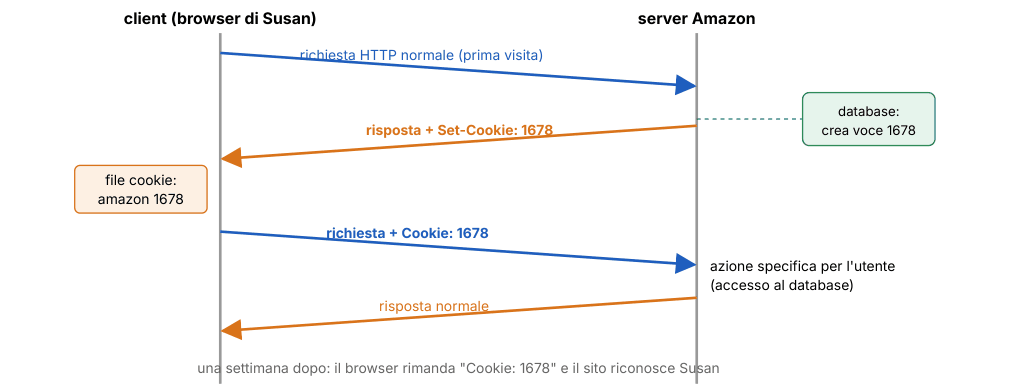 client (browser di Susan)
server Amazon
richiesta HTTP normale (prima visita)
database:
crea voce 1678
risposta + Set-Cookie: 1678
file cookie:
amazon 1678
richiesta + Cookie: 1678
azione specifica per l'utente
(accesso al database)
risposta normale
una settimana dopo: il browser rimanda "Cookie: 1678" e il sito riconosce Susan